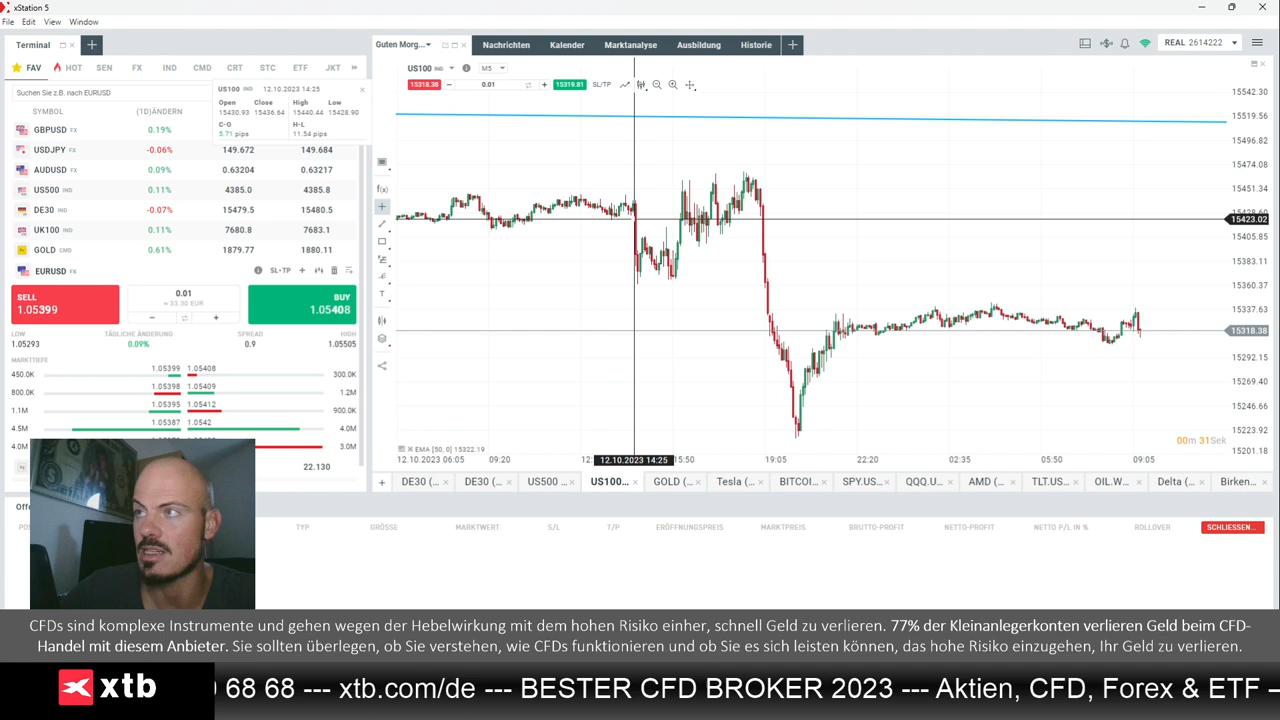 xStation 5
File Edit View Window
Terminal
FAV HOT SEN FX IND CMD CRT STC ETF JKT
Suchen Sie z.B. nach EURUSD
SYMBOL (1D)ÄNDERN
GBPUSD FX 0.19%
USDJPY FX -0.06% 149.672 149.684
AUDUSD FX 0.09% 0.63204 0.63217
US500 IND 0.11% 4385.0 4385.8
DE30 IND -0.07% 15479.5 15480.5
UK100 IND 0.11% 7680.8 7683.1
GOLD CMD 0.61% 1879.77 1880.11
EURUSD FX SL•TP
SELL 1.05399
0.01
≈ 33.30 EUR
BUY 1.05408
LOW TÄGLICHE ÄNDERUNG SPREAD HIGH
1.05293 0.09% 0.9 1.05505
MARKTTIEFE
450.0K 1.05399 1.05408 300.0K
800.0K 1.05398 1.05409 1.2M
1.1M 1.05395 1.05412 900.0K
4.5M 1.05387 1.0542 4.0M
4.0M 3.0M
22.130
US100 IND 12.10.2023 14:25
Open Close High Low
15430.93 15436.64 15440.44 15428.90
C-O H-L
5.71 pips 11.54 pips
Guten Morg... Nachrichten Kalender Marktanalyse Ausbildung Historie
REAL 2614222
US100 IND M5
15318.38 0.01 15319.81 SL/TP
f(x)
T
15542.30
15519.56
15496.82
15474.08
15451.34
15423.02
15405.85
15383.11
15360.37
15337.63
15318.38
15292.15
15269.40
15246.66
15223.92
15201.18
00m 31Sek
EMA [50, 0] 15322.19
12.10.2023 06:05 09:20 12.10.2023 14:25 15:50 19:05 22:20 02:35 05:50 09:05
DE30 (... DE30 (... US500 ... US100... GOLD (... Tesla (... BITCOI... SPY.US... QQQ.U... AMD (... TLT.US... OIL.W... Delta (... Birken...
TYP GRÖSSE MARKTWERT S/L T/P ERÖFFNUNGSPREIS MARKTPREIS BRUTTO-PROFIT NETTO-PROFIT NETTO P/L IN % ROLLOVER SCHLIESSEN...
CFDs sind komplexe Instrumente und gehen wegen der Hebelwirkung mit dem hohen Risiko einher, schnell Geld zu verlieren. 77% der Kleinanlegerkonten verlieren Geld beim CFD-
Handel mit diesem Anbieter. Sie sollten überlegen, ob Sie verstehen, wie CFDs funktionieren und ob Sie es sich leisten können, das hohe Risiko einzugehen, Ihr Geld zu verlieren.
xtb 68 68 --- xtb.com/de --- BESTER CFD BROKER 2023 --- Aktien, CFD, Forex & ETF -